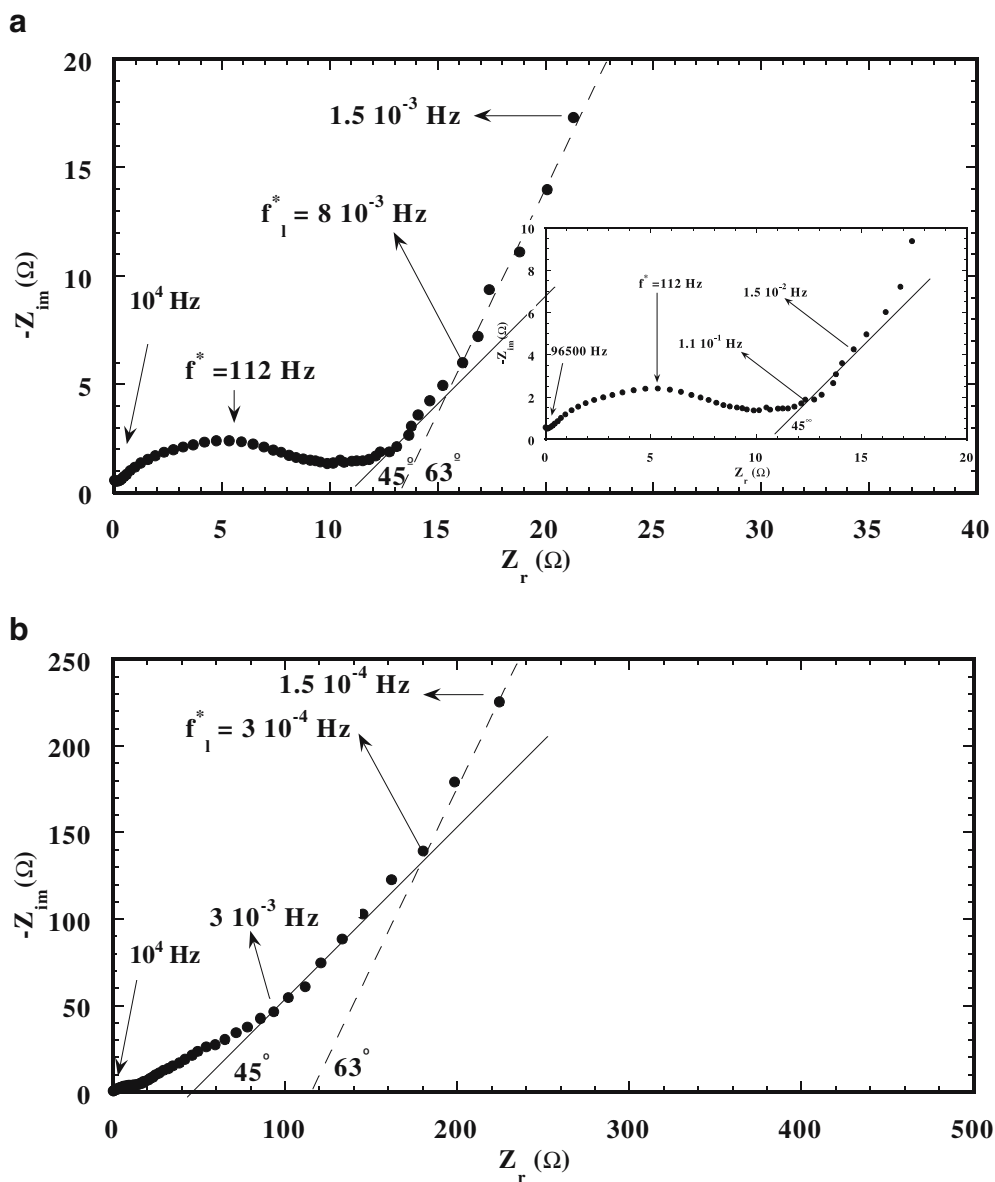 a
20
15
10
5
0
-Z_im (Ω)
1.5 10^-3 Hz
f*_l = 8 10^-3 Hz
10^4 Hz
f* =112 Hz
45º 63º
0 5 10 15 20 25 30 35 40
Z_r (Ω)
10
8
6
4
2
0
-Z_im(Ω)
f* =112 Hz
1.5 10^-2 Hz
1.1 10^-1 Hz
96500 Hz
45∞
0 5 10 15 20
Z_r (Ω)
b
250
200
150
100
50
0
-Z_im (Ω)
1.5 10^-4 Hz
f*_l = 3 10^-4 Hz
3 10^-3 Hz
10^4 Hz
45° 63°
0 100 200 300 400 500
Z_r (Ω)